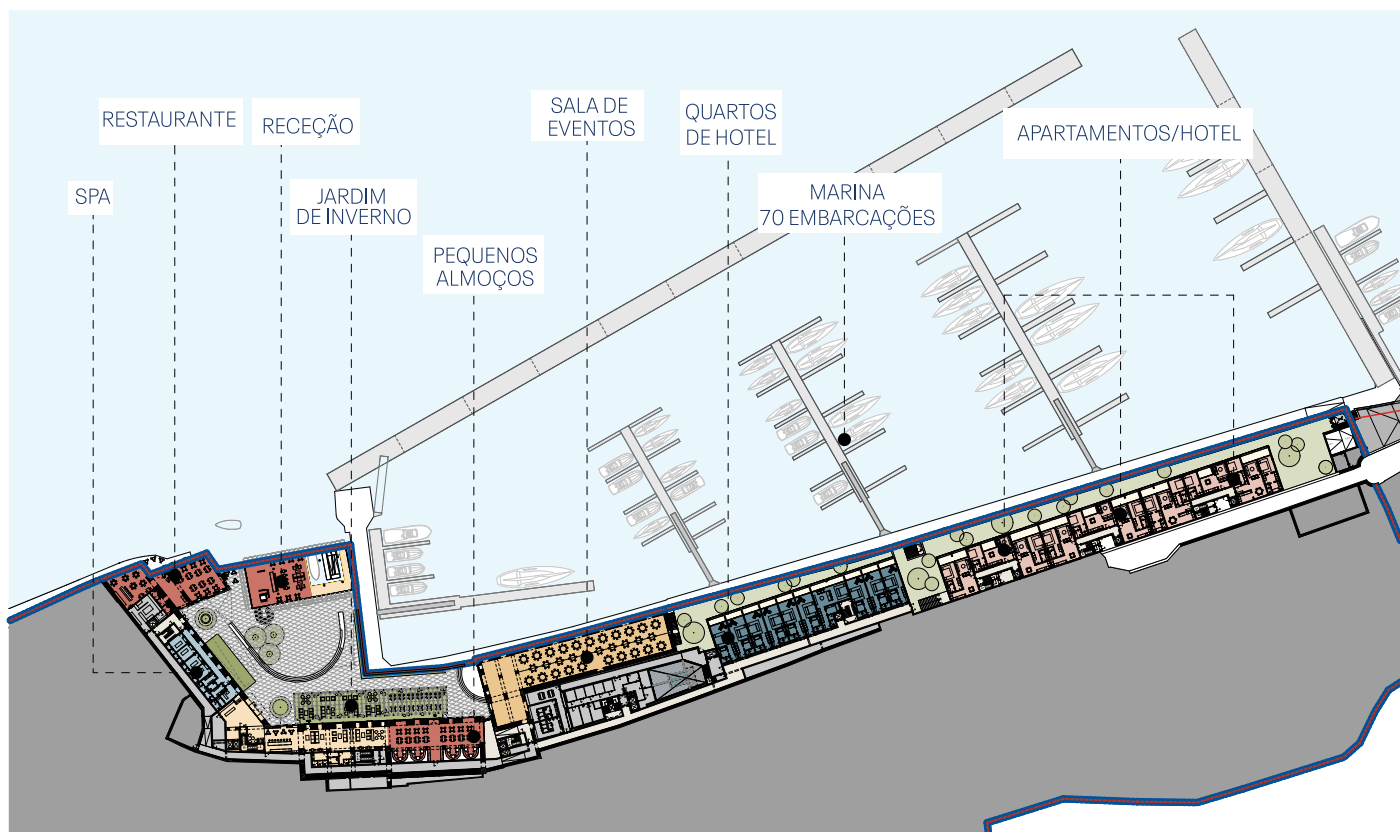 RESTAURANTE
RECEÇÃO
SALA DE
EVENTOS
QUARTOS
DE HOTEL
APARTAMENTOS/HOTEL
SPA
JARDIM
DE INVERNO
MARINA
70 EMBARCAÇÕES
PEQUENOS
ALMOÇOS